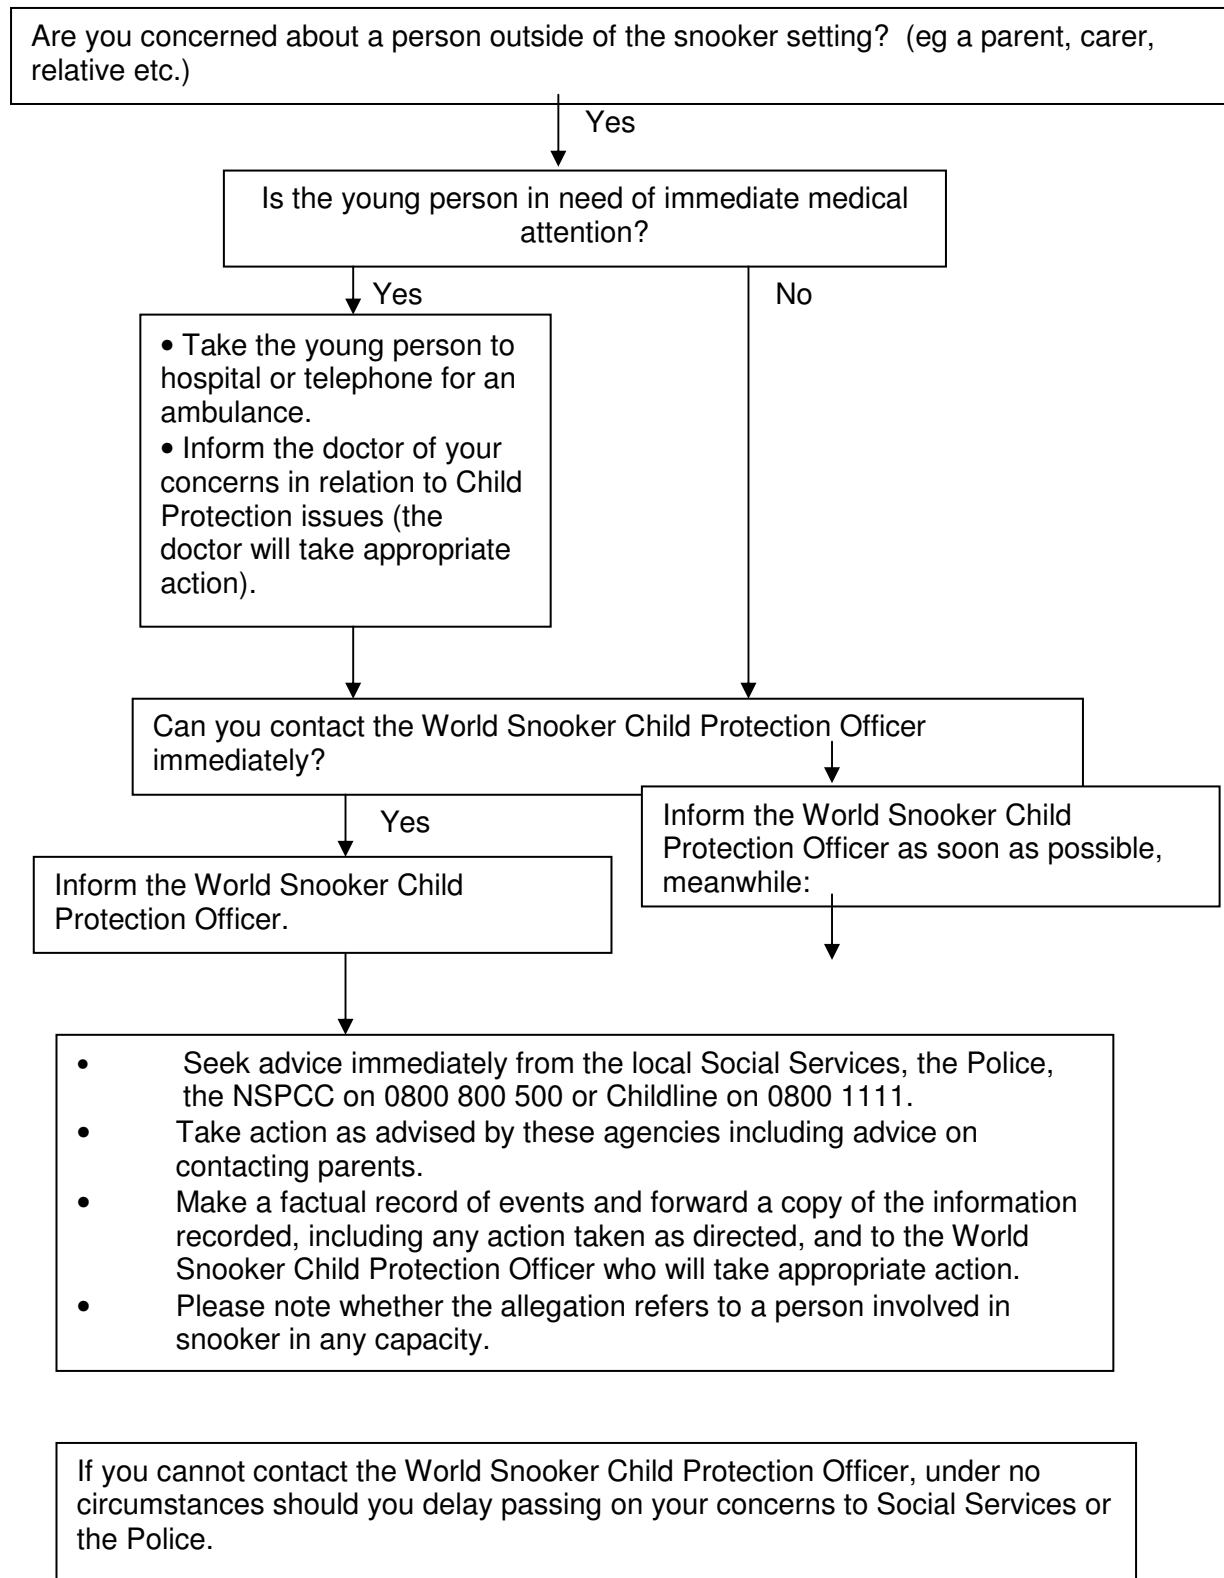 Are you concerned about a person outside of the snooker setting?  (eg a parent, carer,
relative etc.)
Yes
Is the young person in need of immediate medical
attention?
Yes
No
• Take the young person to
hospital or telephone for an
ambulance.
• Inform the doctor of your
concerns in relation to Child
Protection issues (the
doctor will take appropriate
action).
Can you contact the World Snooker Child Protection Officer
immediately?
Yes
Inform the World Snooker Child
Protection Officer.
Inform the World Snooker Child
Protection Officer as soon as possible,
meanwhile:
• Seek advice immediately from the local Social Services, the Police,
the NSPCC on 0800 800 500 or Childline on 0800 1111.
• Take action as advised by these agencies including advice on
contacting parents.
• Make a factual record of events and forward a copy of the information
recorded, including any action taken as directed, and to the World
Snooker Child Protection Officer who will take appropriate action.
• Please note whether the allegation refers to a person involved in
snooker in any capacity.
If you cannot contact the World Snooker Child Protection Officer, under no
circumstances should you delay passing on your concerns to Social Services or
the Police.